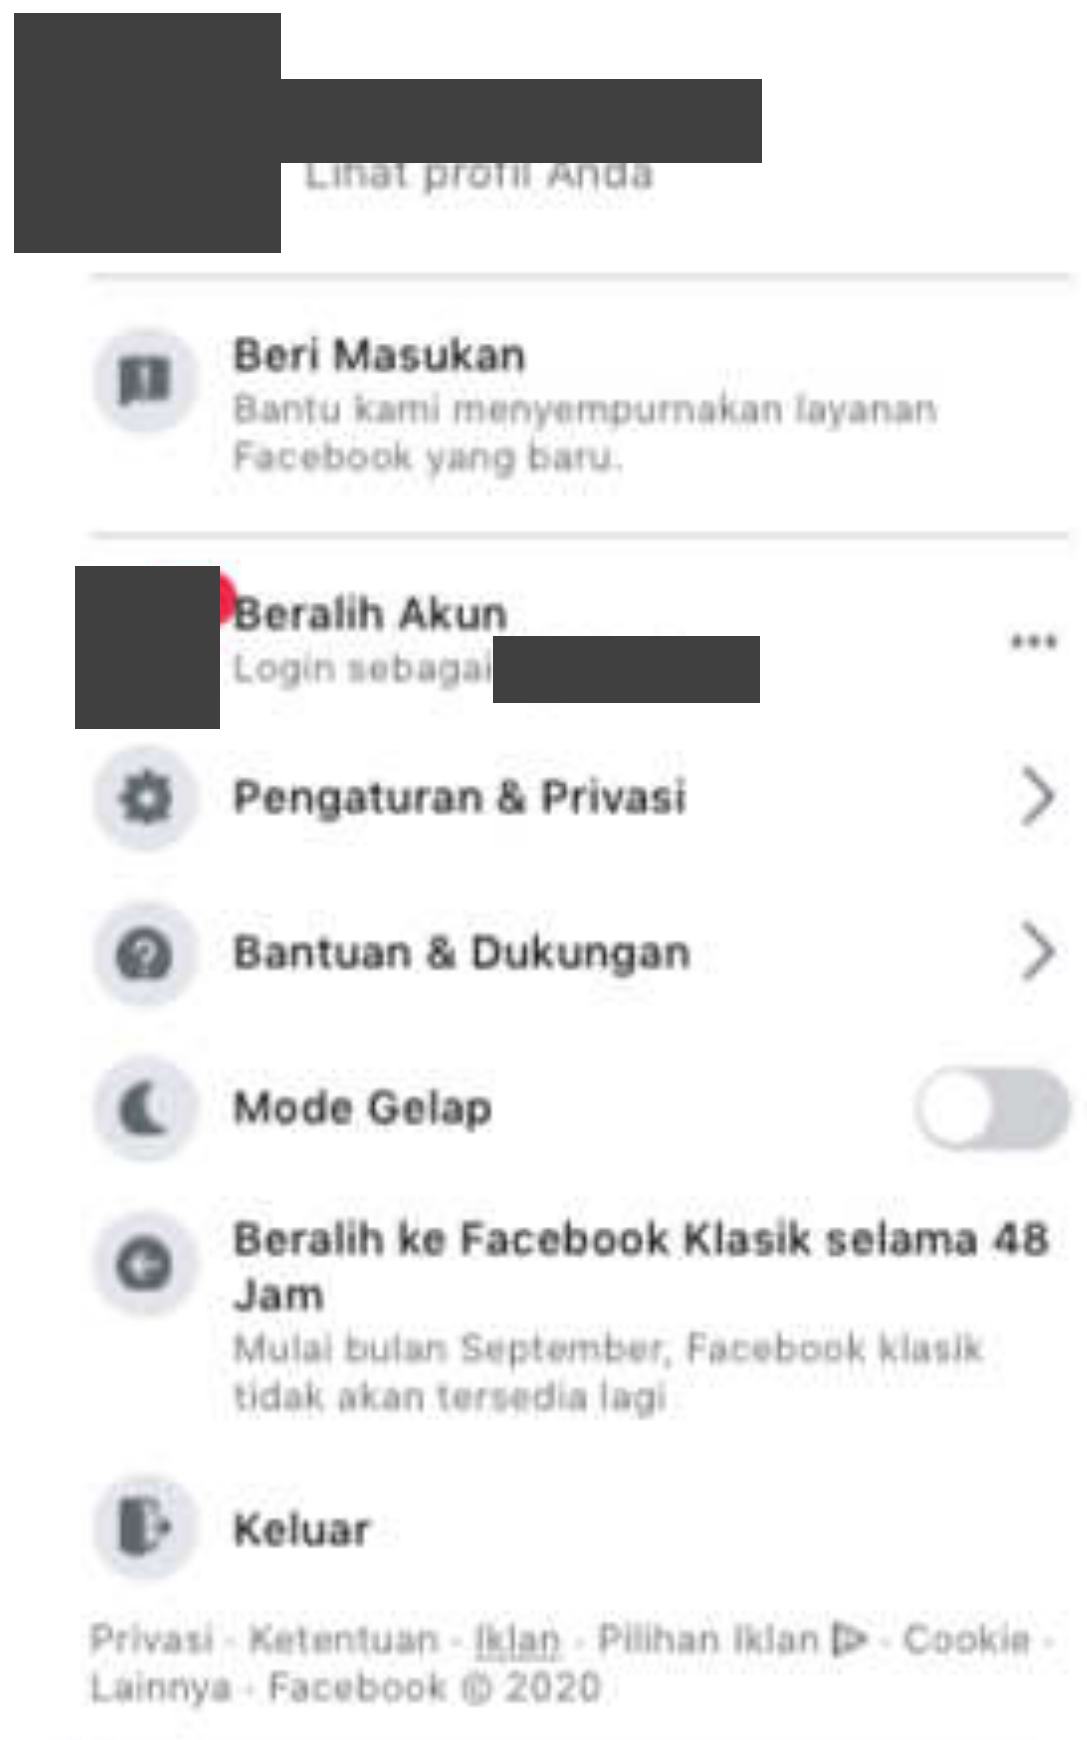 Lihat profil Anda
Beri Masukan
Bantu kami menyempurnakan layanan
Facebook yang baru.
Beralih Akun
Login sebagai
Pengaturan & Privasi
Bantuan & Dukungan
Mode Gelap
Beralih ke Facebook Klasik selama 48
Jam
Mulai bulan September, Facebook klasik
tidak akan tersedia lagi
Keluar
Privasi · Ketentuan · Iklan · Pilihan Iklan · Cookie ·
Lainnya · Facebook © 2020